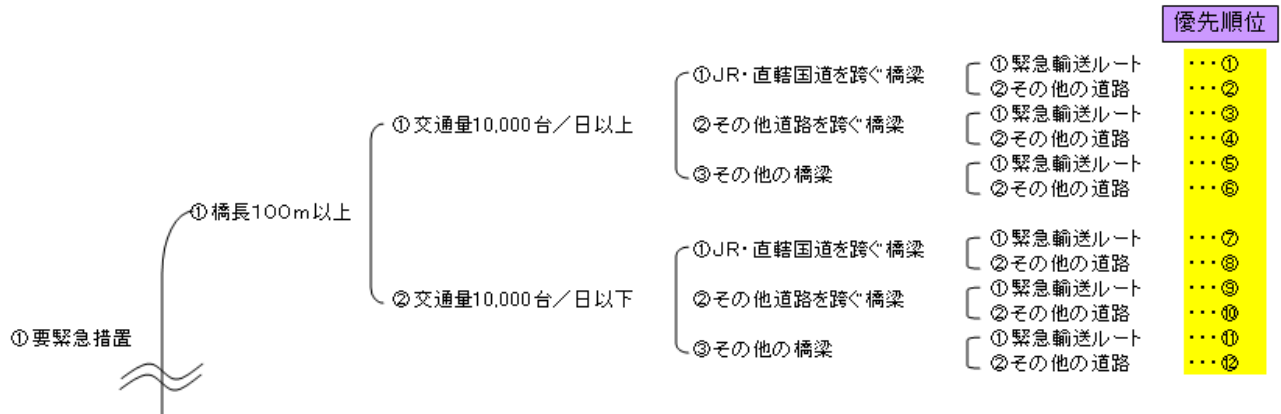 優先順位
①JR・直轄国道を跨ぐ橋梁 ①緊急輸送ルート ･･･①
②その他の道路 ･･･②
①交通量10,000台／日以上 ②その他道路を跨ぐ橋梁 ①緊急輸送ルート ･･･③
②その他の道路 ･･･④
③その他の橋梁 ①緊急輸送ルート ･･･⑤
②その他の道路 ･･･⑥
①橋長100m以上
①JR・直轄国道を跨ぐ橋梁 ①緊急輸送ルート ･･･⑦
②その他の道路 ･･･⑧
②交通量10,000台／日以下 ②その他道路を跨ぐ橋梁 ①緊急輸送ルート ･･･⑨
②その他の道路 ･･･⑩
①要緊急措置 ③その他の橋梁 ①緊急輸送ルート ･･･⑪
②その他の道路 ･･･⑫